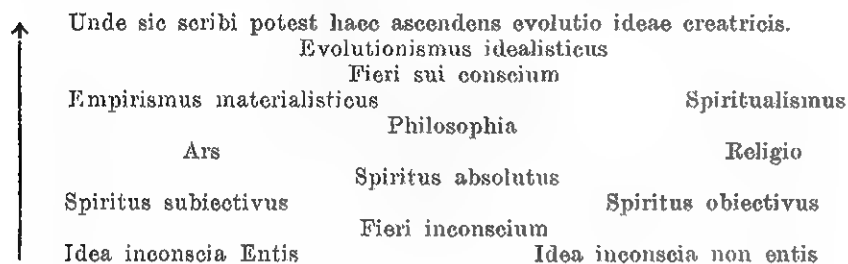 Unde sic scribi potest haec ascendens evolutio ideae creatricis.
Evolutionismus idealisticus
Fieri sui conscium
Empirismus materialisticus Spiritualismus
Philosophia
Ars Religio
Spiritus absolutus
Spiritus subiectivus Spiritus obiectivus
Fieri inconscium
Idea inconscia Entis Idea inconscia non entis